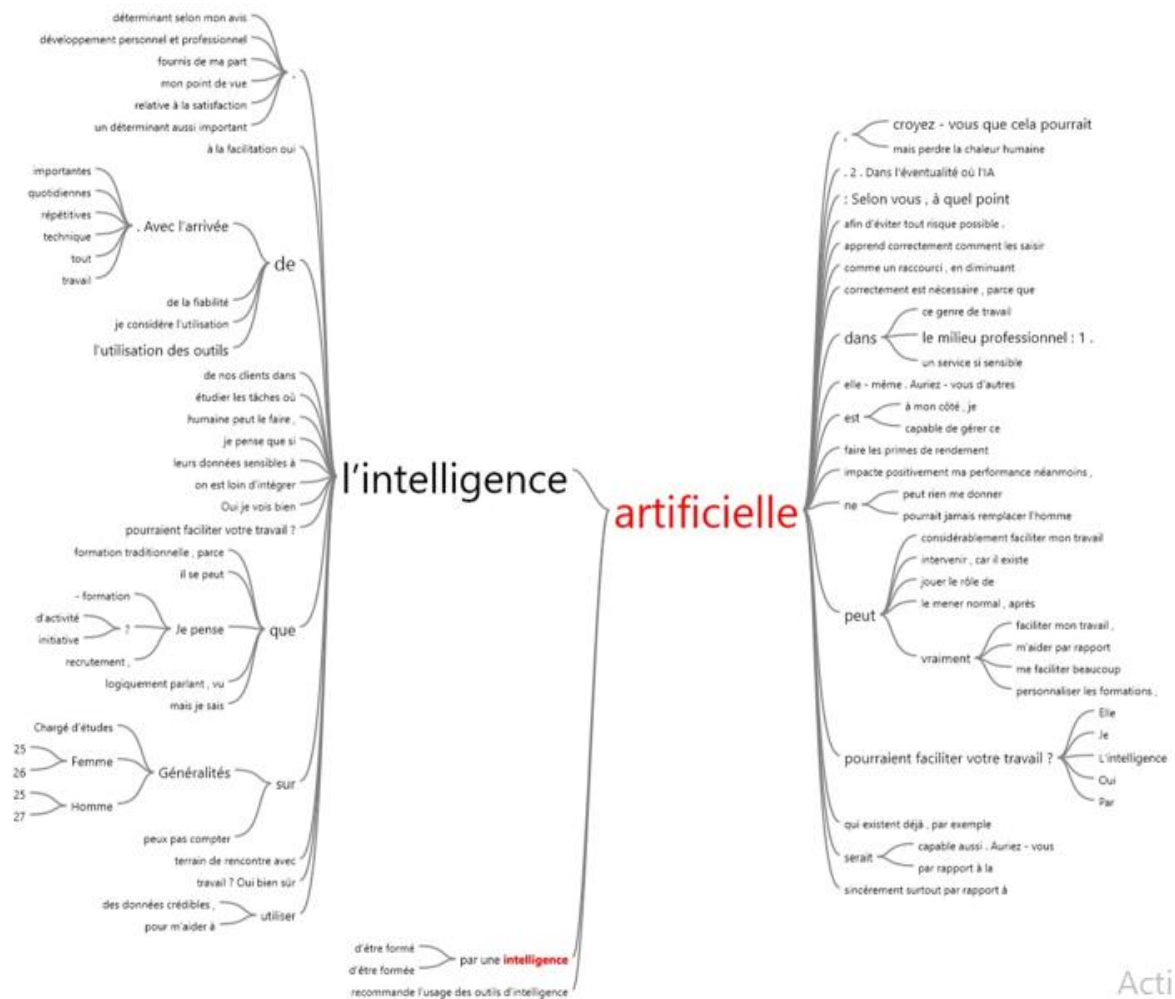 déterminant selon mon avis
développement personnel et professionnel
fournis de ma part
mon point de vue
relative à la satisfaction
un déterminant aussi important
.
à la facilitation oui
importantes
quotidiennes
répétitives
technique
tout
travail
. Avec l'arrivée
de
de la fiabilité
je considère l'utilisation
l'utilisation des outils
de nos clients dans
étudier les tâches où
humaine peut le faire ,
je pense que si
leurs données sensibles à
on est loin d'intégrer
Oui je vois bien
pourraient faciliter votre travail ?
formation traditionnelle , parce
il se peut
- formation
d'activité
initiative
?
Je pense
recrutement ,
que
logiquement parlant , vu
mais je sais
Chargé d'études
25
26
Femme
25
27
Homme
Généralités
sur
peux pas compter
terrain de rencontre avec
travail ? Oui bien sûr
des données crédibles ,
pour m'aider à
utiliser
l'intelligence
d'être formé
d'être formée
par une intelligence
recommande l'usage des outils d'intelligence
artificielle
,
croyez - vous que cela pourrait
mais perdre la chaleur humaine
. 2 . Dans l'éventualité où l'IA
: Selon vous , à quel point
afin d'éviter tout risque possible .
apprend correctement comment les saisir
comme un raccourci , en diminuant
correctement est nécessaire , parce que
dans
ce genre de travail
le milieu professionnel : 1 .
un service si sensible
elle - même . Auriez - vous d'autres
est
à mon côté , je
capable de gérer ce
faire les primes de rendement
impacte positivement ma performance néanmoins ,
ne
peut rien me donner
pourrait jamais remplacer l'homme
peut
considérablement faciliter mon travail
intervenir , car il existe
jouer le rôle de
le mener normal , après
vraiment
faciliter mon travail ,
m'aider par rapport
me faciliter beaucoup
personnaliser les formations ,
pourraient faciliter votre travail ?
Elle
Je
L'intelligence
Oui
Par
qui existent déjà , par exemple
serait
capable aussi . Auriez - vous
par rapport à la
sincèrement surtout par rapport à
Acti